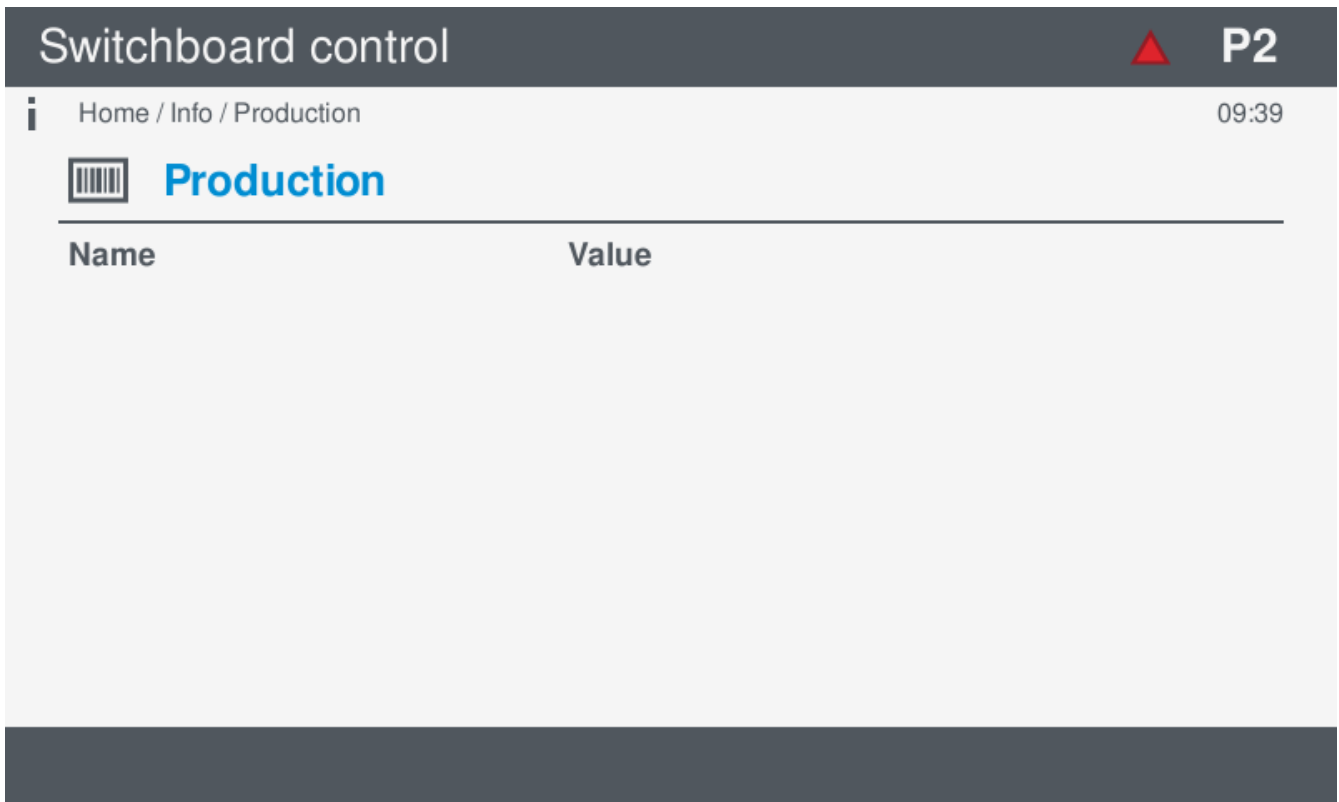 Switchboard control P2
i Home / Info / Production 09:39
Production
Name Value